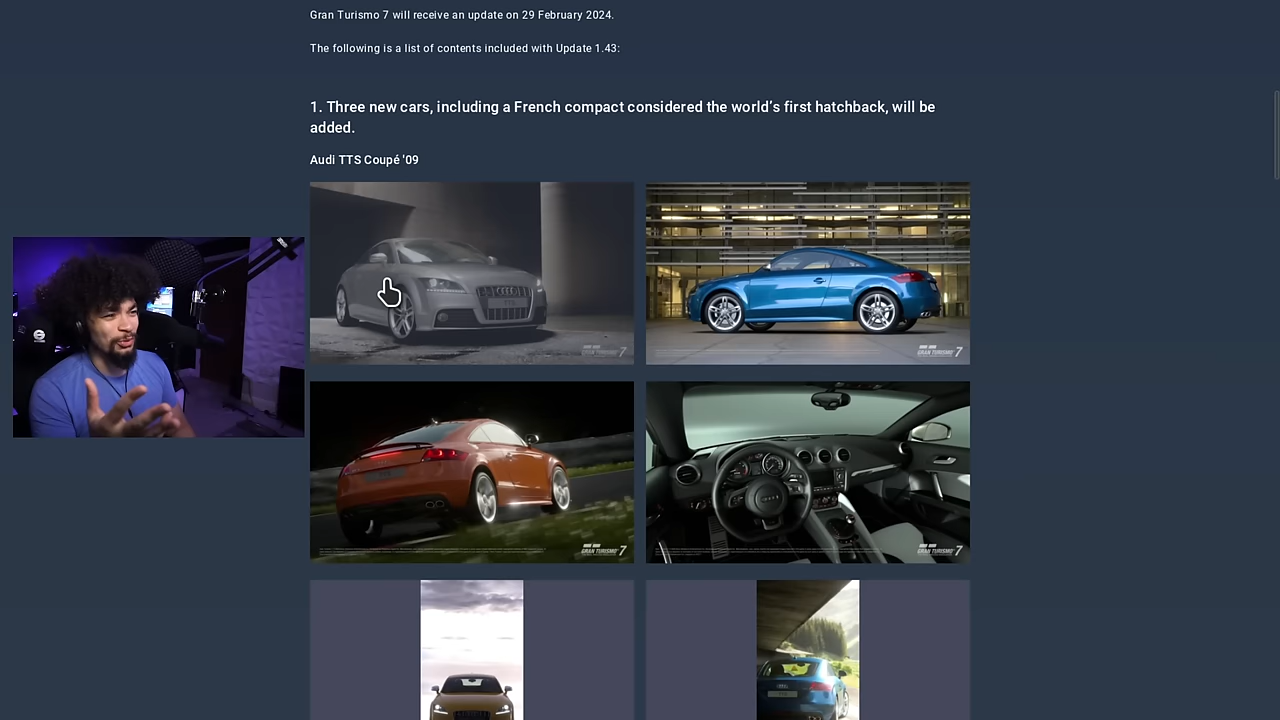 Gran Turismo 7 will receive an update on 29 February 2024.
The following is a list of contents included with Update 1.43:
1. Three new cars, including a French compact considered the world’s first hatchback, will be
added.
Audi TTS Coupé '09
GRAN TURISMO 7
GRAN TURISMO 7
GRAN TURISMO 7
GRAN TURISMO 7